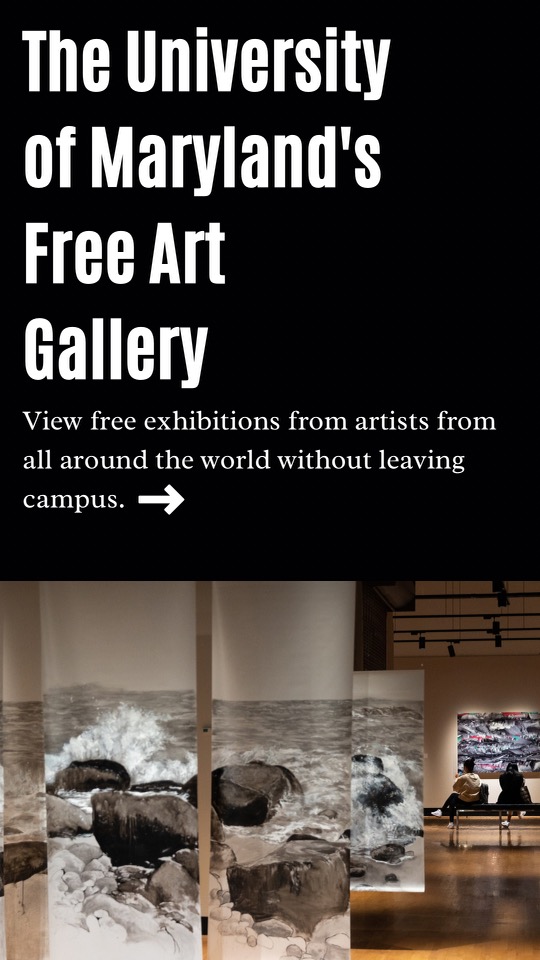 The University
of Maryland's
Free Art
Gallery
View free exhibitions from artists from
all around the world without leaving
campus.